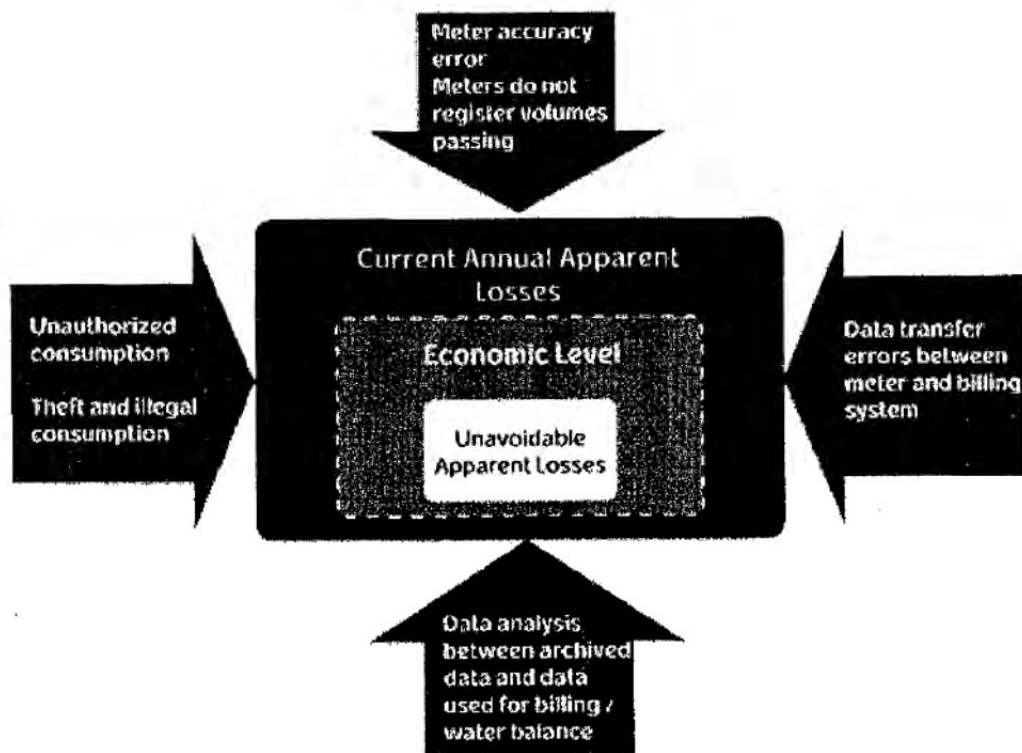 Meter accuracy
error
Meters do not
register volumes
passing
Current Annual Apparent
Losses
Economic Level
Unavoidable
Apparent Losses
Unauthorized
consumption
Theft and illegal
consumption
Data transfer
errors between
meter and billing
system
Data analysis
between archived
data and data
used for billing /
water balance